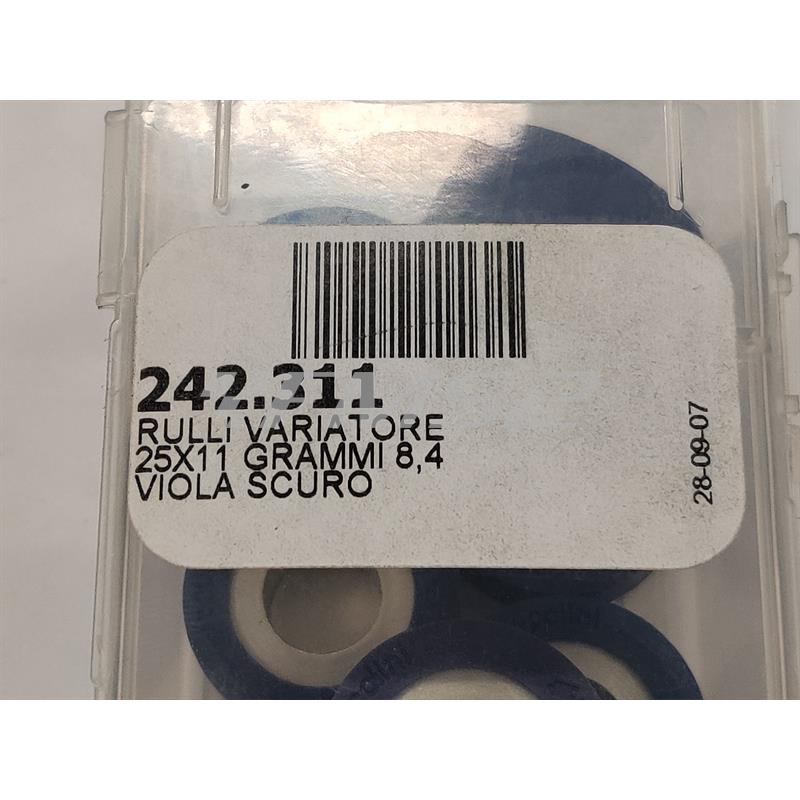 242.311
RULLI VARIATORE
25X11 GRAMMI 8,4
VIOLA SCURO
28-09-07